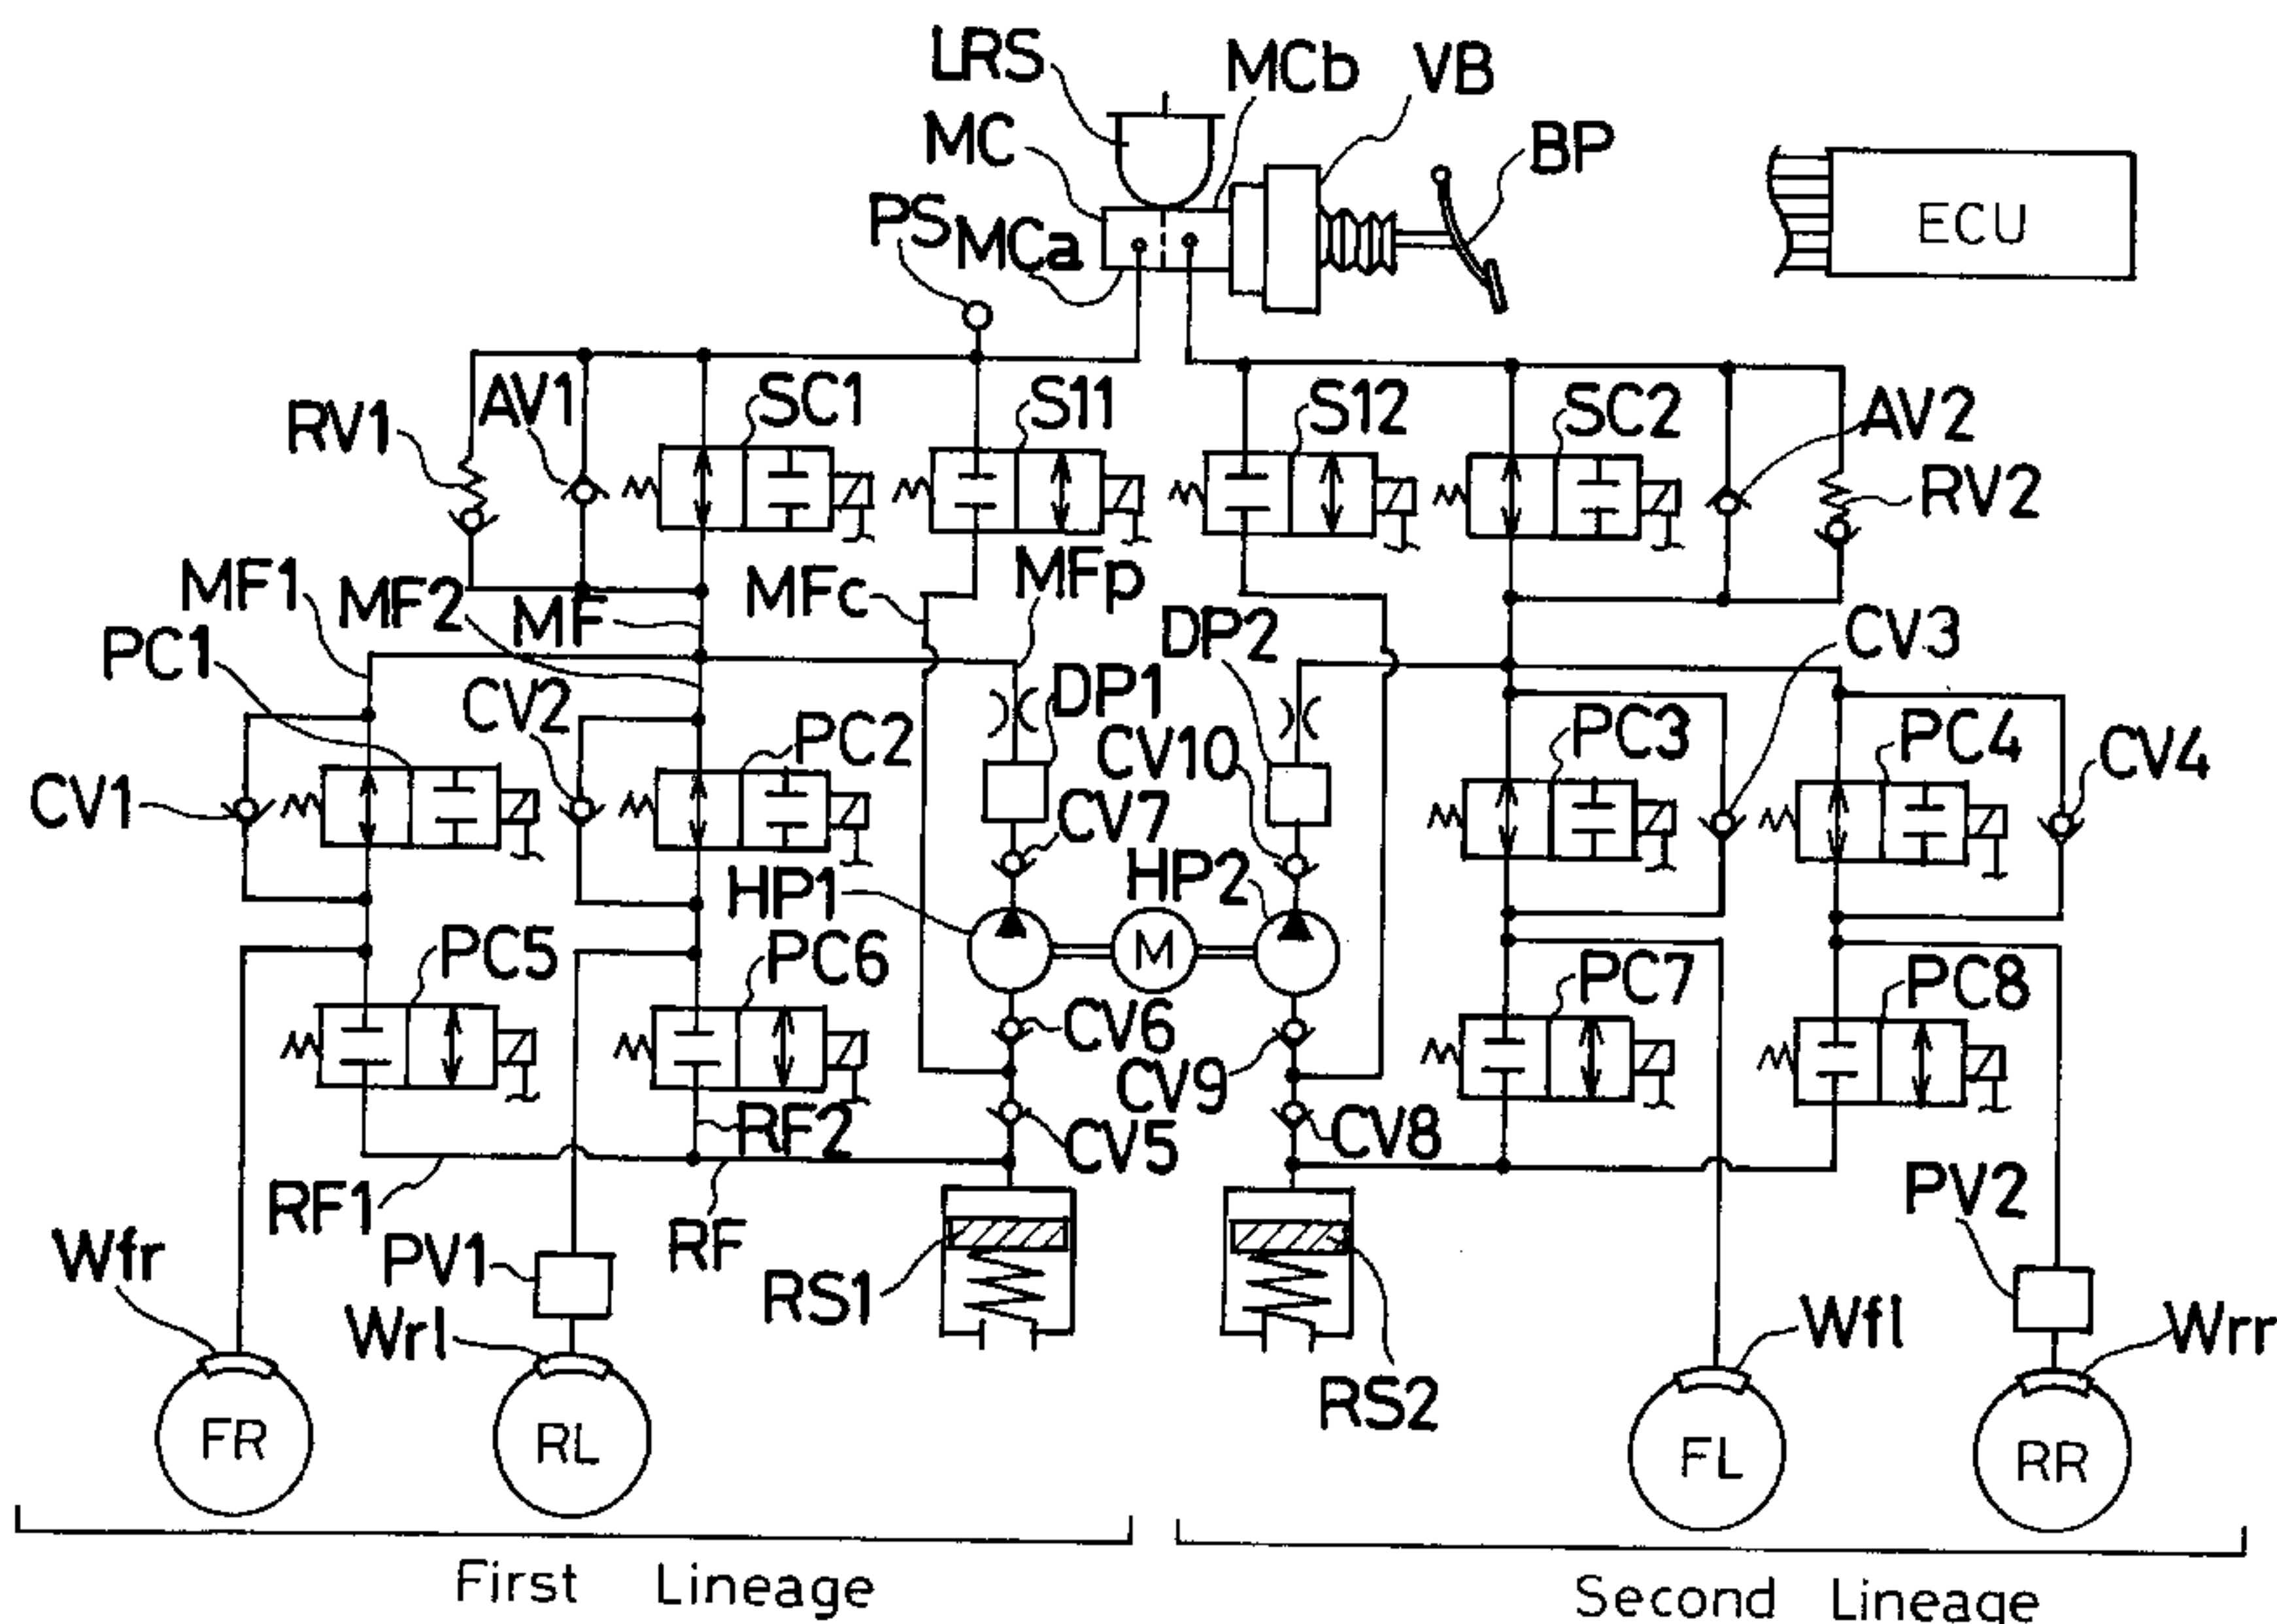 LRS
MCb
VB
MC
BP
PS
MCa
ECU
RV1
AV1
SC1
S11
S12
SC2
AV2
RV2
MF1
MF2
MF
MFc
MFp
DP2
CV3
PC1
CV2
PC2
DP1
CV10
PC3
PC4
CV4
CV1
CV7
HP1
HP2
M
PC5
PC6
CV6
CV9
PC7
PC8
RF2
CV5
CV8
RF1
RF
PV2
Wfr
PV1
Wrl
RS1
RS2
Wfl
Wrr
FR
RL
FL
RR
First Lineage
Second Lineage